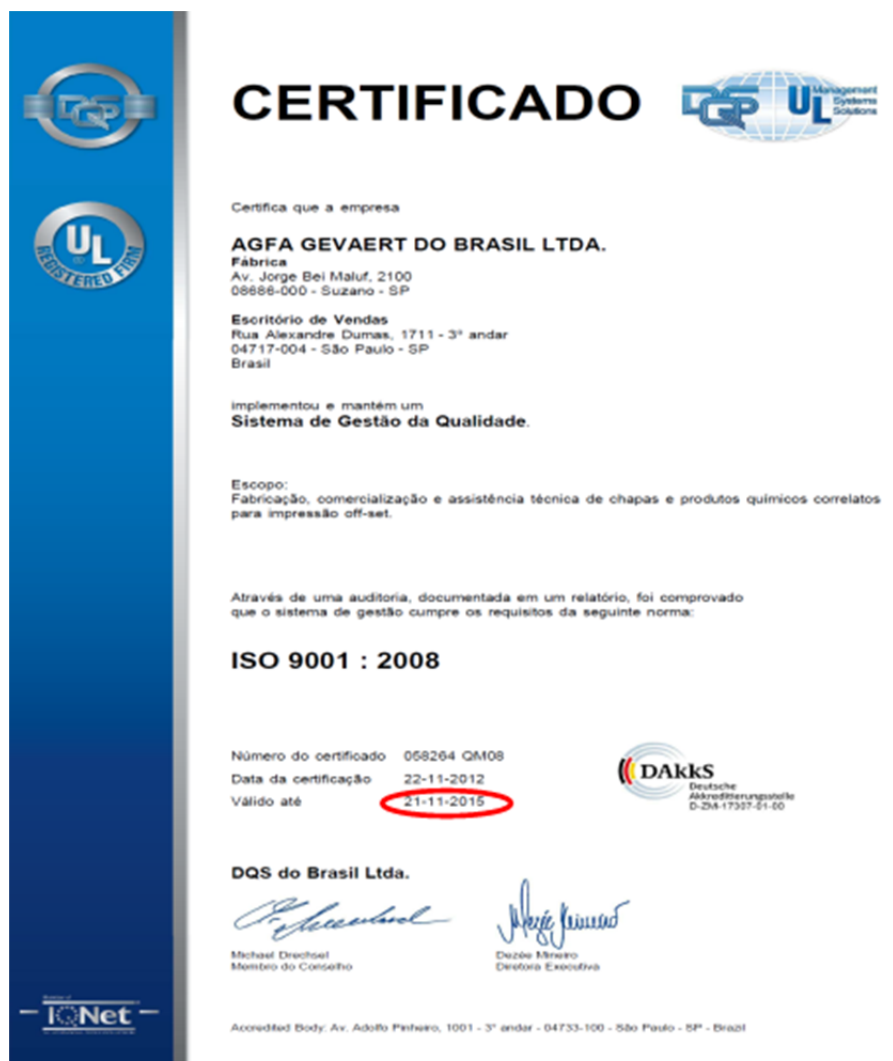 DQS
CERTIFICADO
DQS UL Management
Systems
Solutions
UL
REGISTERED FIRM
Certifica que a empresa
AGFA GEVAERT DO BRASIL LTDA.
Fábrica
Av. Jorge Bei Maluf, 2100
08686-000 - Suzano - SP
Escritório de Vendas
Rua Alexandre Dumas, 1711 - 3º andar
04717-004 - São Paulo - SP
Brasil
implementou e mantém um
Sistema de Gestão da Qualidade.
Escopo:
Fabricação, comercialização e assistência técnica de chapas e produtos químicos correlatos
para impressão off-set.
Através de uma auditoria, documentada em um relatório, foi comprovado
que o sistema de gestão cumpre os requisitos da seguinte norma:
ISO 9001 : 2008
Número do certificado 058264 QM08
Data da certificação 22-11-2012
Válido até 21-11-2015
DAkkS
Deutsche
Akkreditierungsstelle
D-ZM-17307-01-00
DQS do Brasil Ltda.
Michael Drechsel
Membro do Conselho
Dezée Mineiro
Diretora Executiva
IQNet
Accredited Body: Av. Adolfo Pinheiro, 1001 - 3º andar - 04733-100 - São Paulo - SP - Brazil